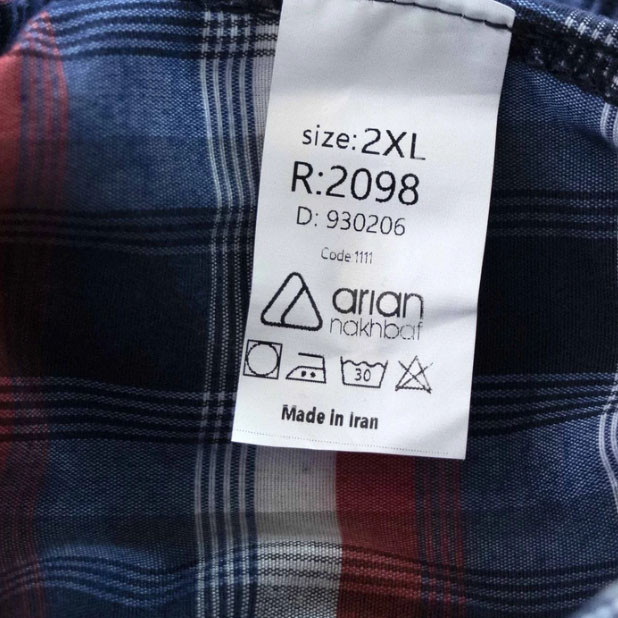 size: 2XL
R:2098
D: 930206
Code 1111
arian
nakhbaf
30
Made in Iran